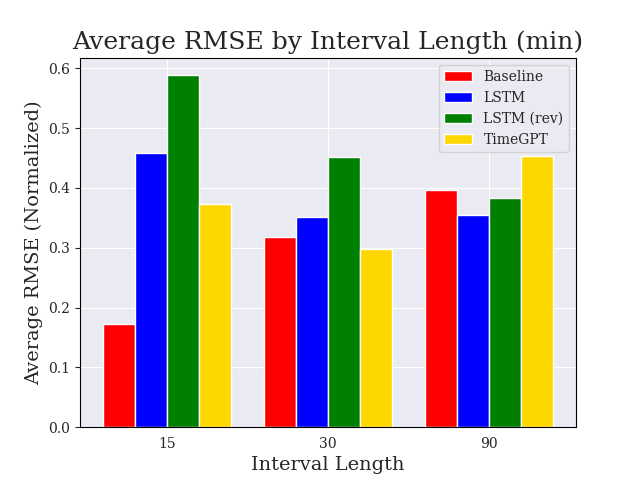 Average RMSE by Interval Length (min)
Baseline
LSTM
LSTM (rev)
TimeGPT
Average RMSE (Normalized)
0.6
0.5
0.4
0.3
0.2
0.1
0.0
15
30
90
Interval Length